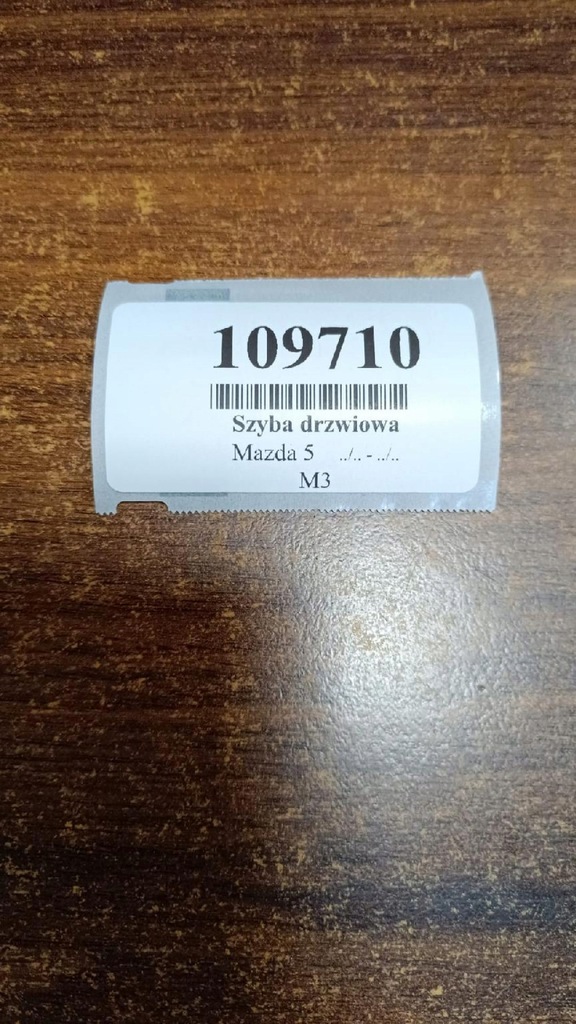 109710
Szyba drzwiowa
Mazda 5 ../.. - ../..
M3